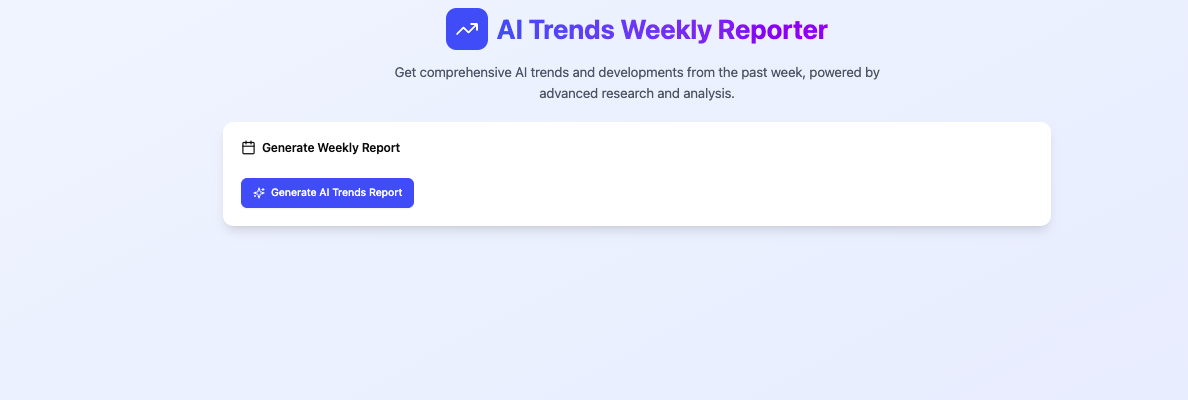 AI Trends Weekly Reporter
Get comprehensive AI trends and developments from the past week, powered by
advanced research and analysis.
Generate Weekly Report
Generate AI Trends Report